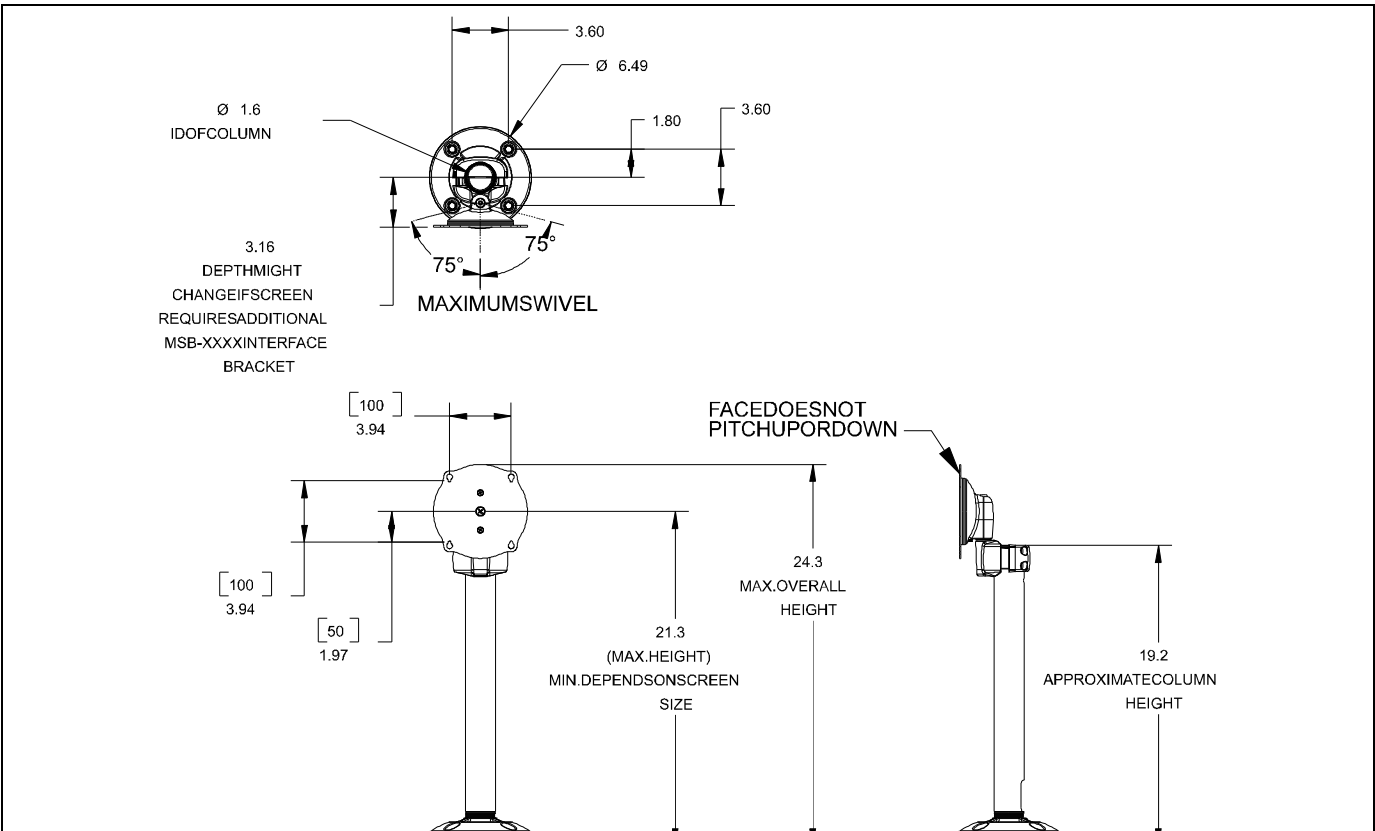 3.60
Ø 6.49
Ø 1.6
IDOFCOLUMN
1.80
3.60
3.16
DEPTHMIGHT
CHANGEIFSCREEN
REQUIRESADDITIONAL
MSB-XXXXINTERFACE
BRACKET
75°
75°
MAXIMUMSWIVEL
[100]
3.94
FACEDOESNOT
PITCHUPORDOWN
[100]
3.94
[50]
1.97
21.3
(MAX.HEIGHT)
MIN.DEPENDSONSCREEN
SIZE
24.3
MAX.OVERALL
HEIGHT
19.2
APPROXIMATECOLUMN
HEIGHT